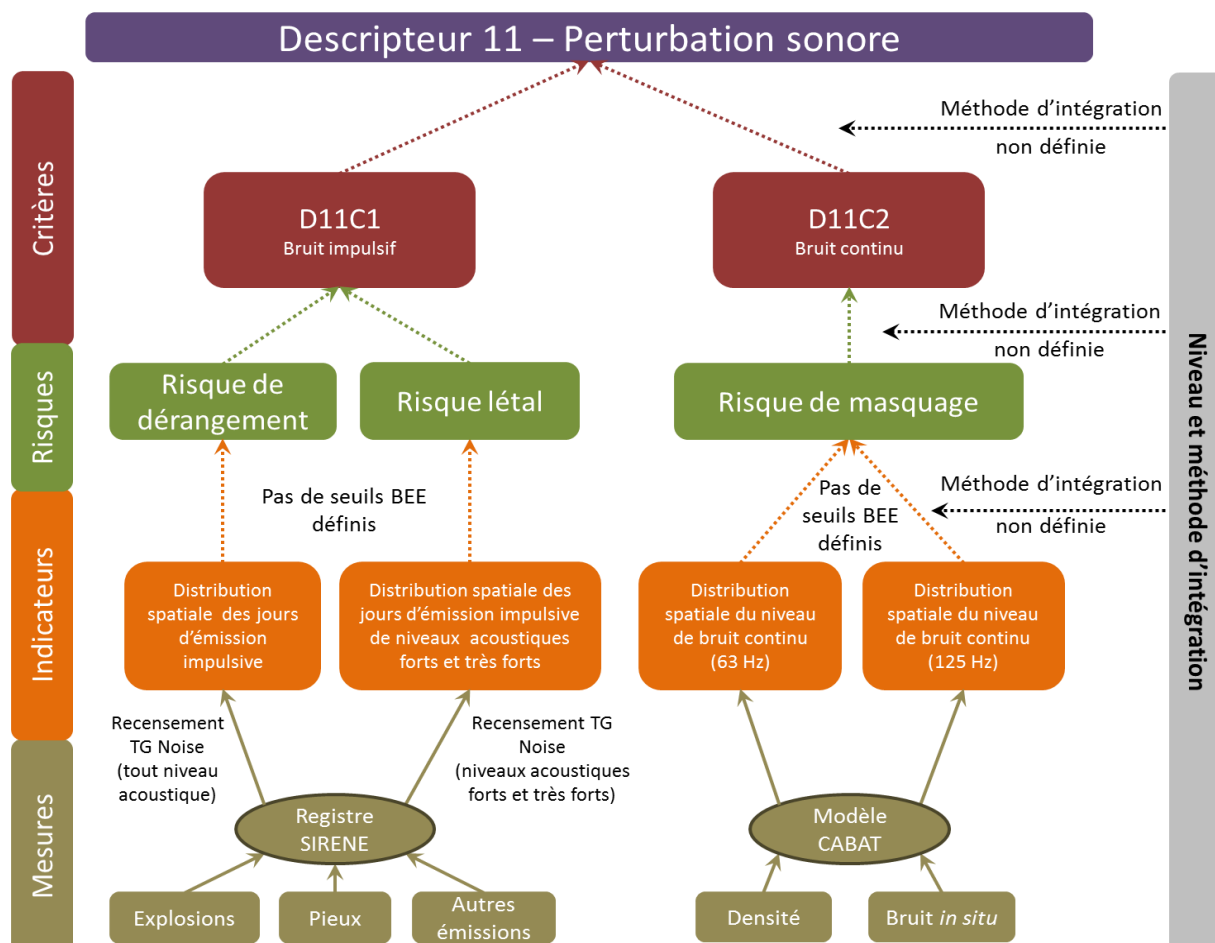 Descripteur 11 – Perturbation sonore
Critères
Méthode d’intégration
non définie
D11C1
Bruit impulsif
D11C2
Bruit continu
Méthode d’intégration
non définie
Niveau et méthode d’intégration
Risques
Risque de
dérangement
Risque létal
Risque de masquage
Pas de seuils BEE
définis
Pas de
seuils BEE
définis
Méthode d’intégration
non définie
Indicateurs
Distribution
spatiale des jours
d’émission
impulsive
Distribution spatiale des
jours d’émission impulsive
de niveaux acoustiques
forts et très forts
Distribution
spatiale du niveau
de bruit continu
(63 Hz)
Distribution
spatiale du niveau
de bruit continu
(125 Hz)
Mesures
Recensement
TG Noise
(tout niveau
acoustique)
Recensement TG
Noise
(niveaux acoustiques
forts et très forts)
Registre
SIRENE
Modèle
CABAT
Explosions
Pieux
Autres
émissions
Densité
Bruit in situ